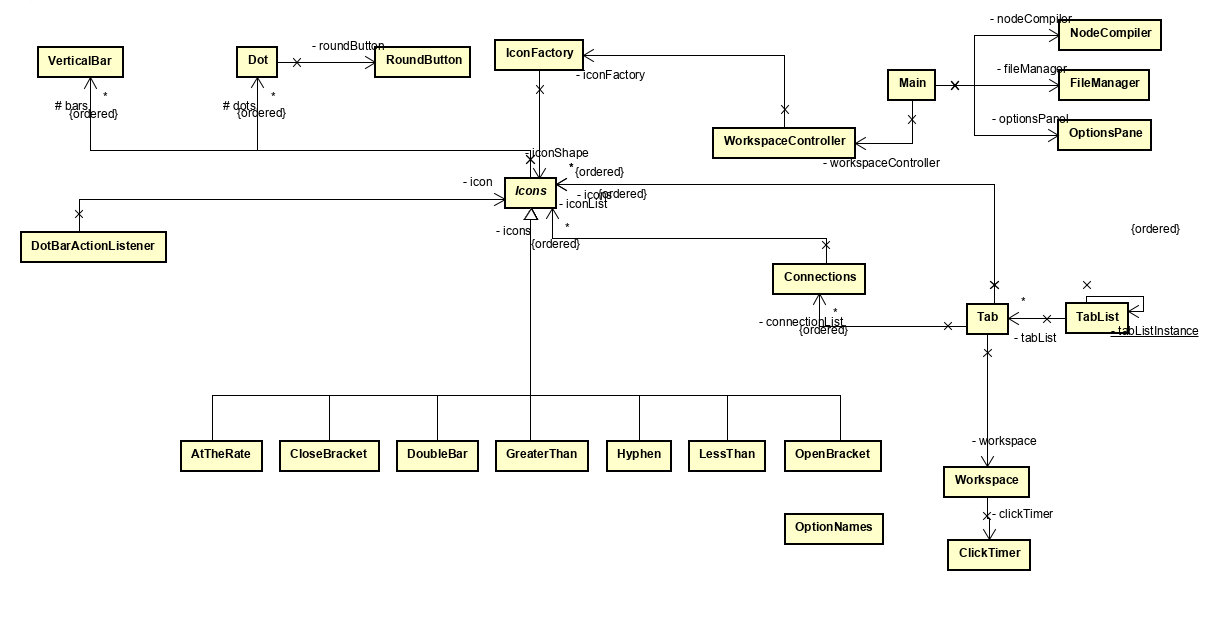 - nodeCompiler
NodeCompiler
VerticalBar
Dot
- roundButton
RoundButton
IconFactory
- iconFactory
Main
- fileManager
FileManager
# bars
*
{ordered}
# dots
*
{ordered}
- optionsPanel
OptionsPane
WorkspaceController
- workspaceController
- iconShape
*
{ordered}
- icon
Icons
- icons
{ordered}
- iconList
- icons
*
{ordered}
{ordered}
DotBarActionListener
Connections
- connectionList
*
{ordered}
Tab
*
- tabList
TabList
- tabListInstance
AtTheRate
CloseBracket
DoubleBar
GreaterThan
Hyphen
LessThan
OpenBracket
- workspace
Workspace
- clickTimer
OptionNames
ClickTimer